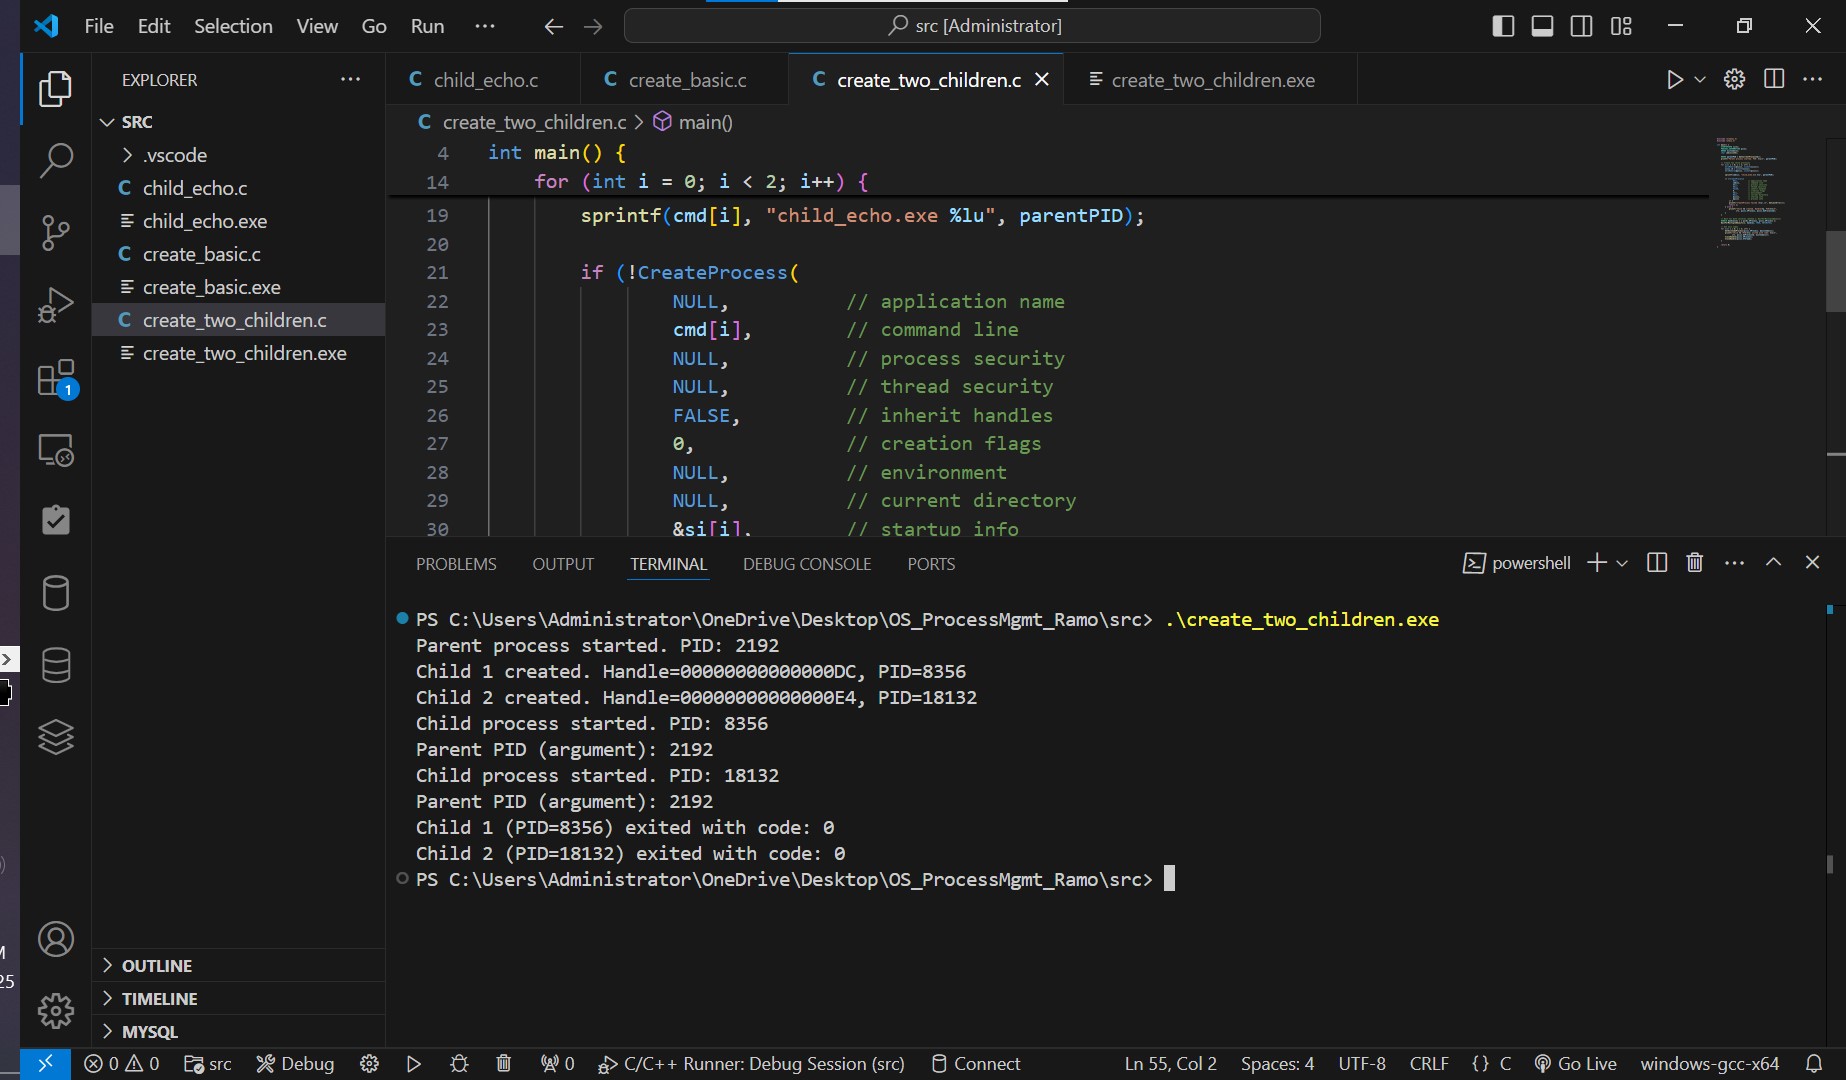 File Edit Selection View Go Run ··· src [Administrator]
EXPLORER ···
SRC
.vscode
child_echo.c
child_echo.exe
create_basic.c
create_basic.exe
create_two_children.c
create_two_children.exe
OUTLINE
TIMELINE
MYSQL
1
child_echo.c create_basic.c create_two_children.c create_two_children.exe
create_two_children.c > main()
4 int main() {
14 for (int i = 0; i < 2; i++) {
19 sprintf(cmd[i], "child_echo.exe %lu", parentPID);
20
21 if (!CreateProcess(
22 NULL, // application name
23 cmd[i], // command line
24 NULL, // process security
25 NULL, // thread security
26 FALSE, // inherit handles
27 0, // creation flags
28 NULL, // environment
29 NULL, // current directory
30 &si[i], // startup info
PROBLEMS OUTPUT TERMINAL DEBUG CONSOLE PORTS powershell
PS C:\Users\Administrator\OneDrive\Desktop\OS_ProcessMgmt_Ramo\src> .\create_two_children.exe
Parent process started. PID: 2192
Child 1 created. Handle=00000000000000DC, PID=8356
Child 2 created. Handle=00000000000000E4, PID=18132
Child process started. PID: 8356
Parent PID (argument): 2192
Child process started. PID: 18132
Parent PID (argument): 2192
Child 1 (PID=8356) exited with code: 0
Child 2 (PID=18132) exited with code: 0
PS C:\Users\Administrator\OneDrive\Desktop\OS_ProcessMgmt_Ramo\src>
M
25
0 0 src Debug 0 C/C++ Runner: Debug Session (src) Connect Ln 55, Col 2 Spaces: 4 UTF-8 CRLF {} C Go Live windows-gcc-x64